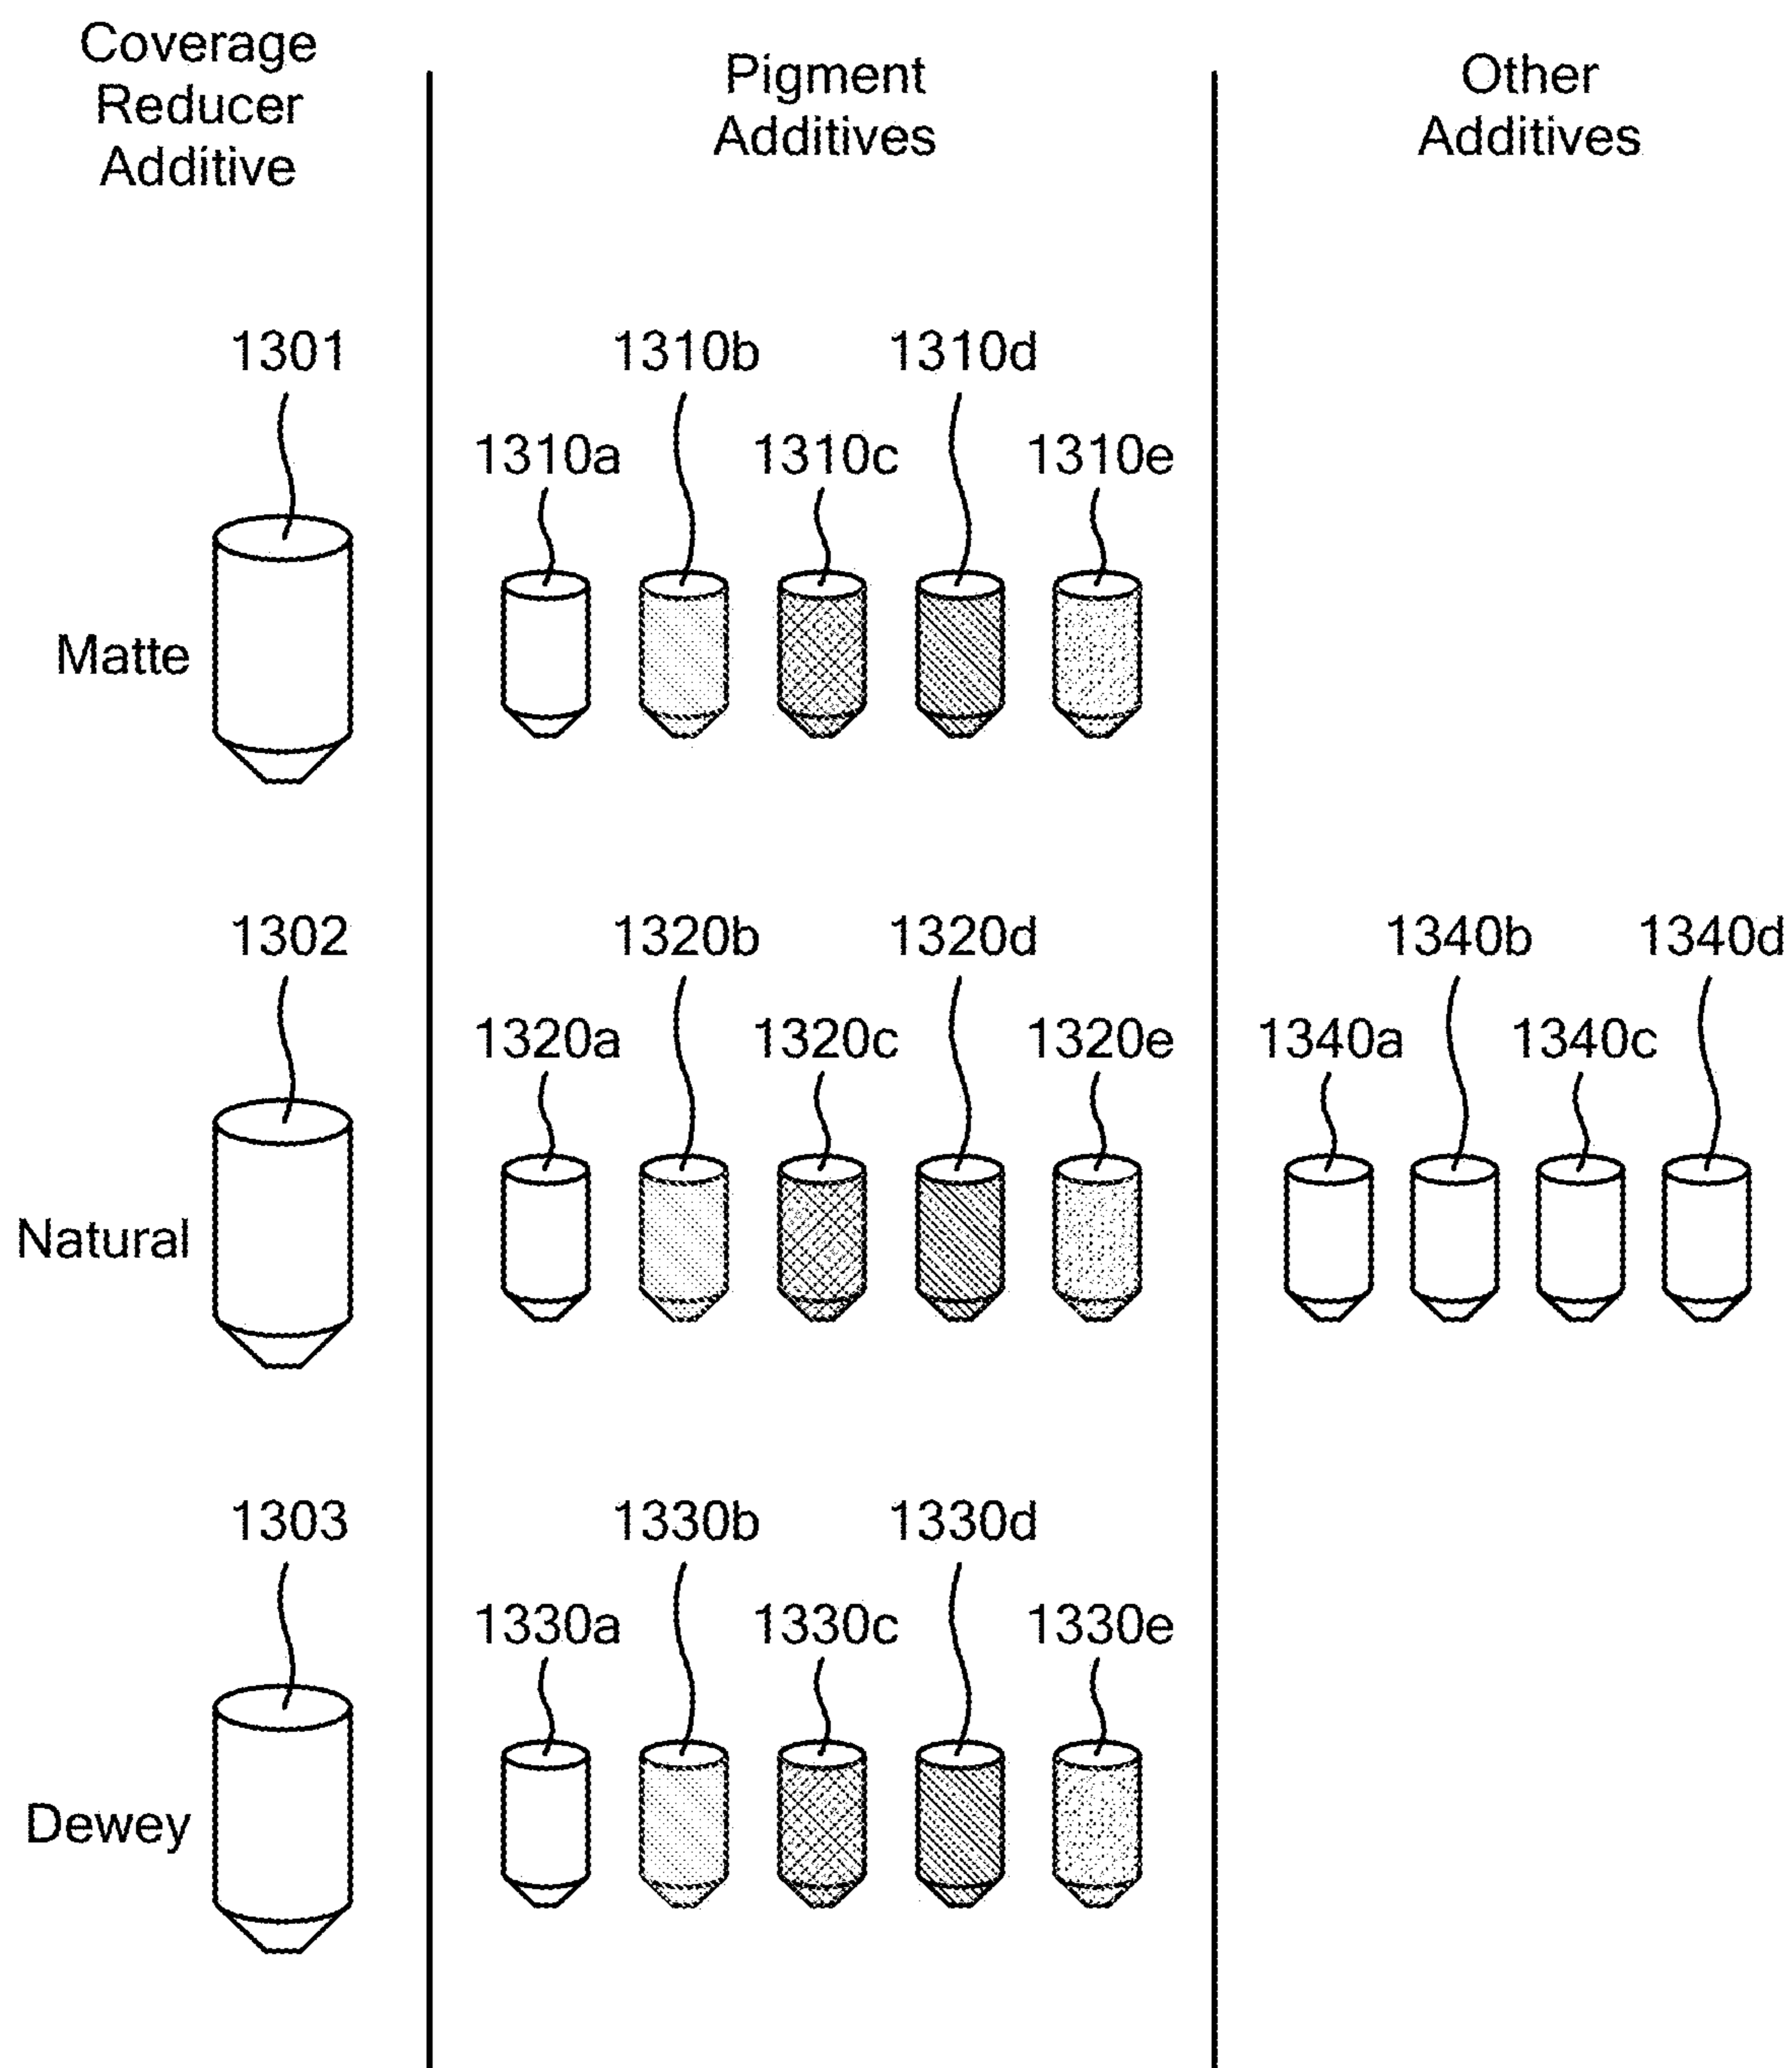 Coverage
Reducer
Additive
Pigment
Additives
Other
Additives
1301
1310b
1310d
1310a
1310c
1310e
Matte
1302
1320b
1320d
1340b
1340d
1320a
1320c
1320e
1340a
1340c
Natural
1303
1330b
1330d
1330a
1330c
1330e
Dewey